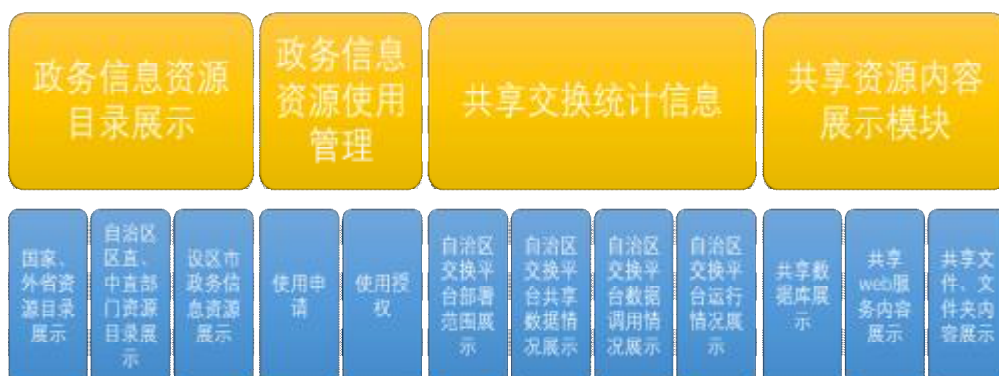 政务信息资源
目录展示
政务信息
资源使用
管理
共享交换统计信息
共享资源内容
展示模块
国家、
外省资
源目录
展示
自治区
区直、
中直部
门资源
目录展
示
设区市
政务信
息资源
展示
使用申
请
使用授
权
自治区
交换平
台部署
范围展
示
自治区
交换平
台共享
数据情
况展示
自治区
交换平
台数据
调用情
况展示
自治区
交换平
台运行
情况展
示
共享数
据库展
示
共享
web服
务内容
展示
共享文
件、文
件夹内
容展示